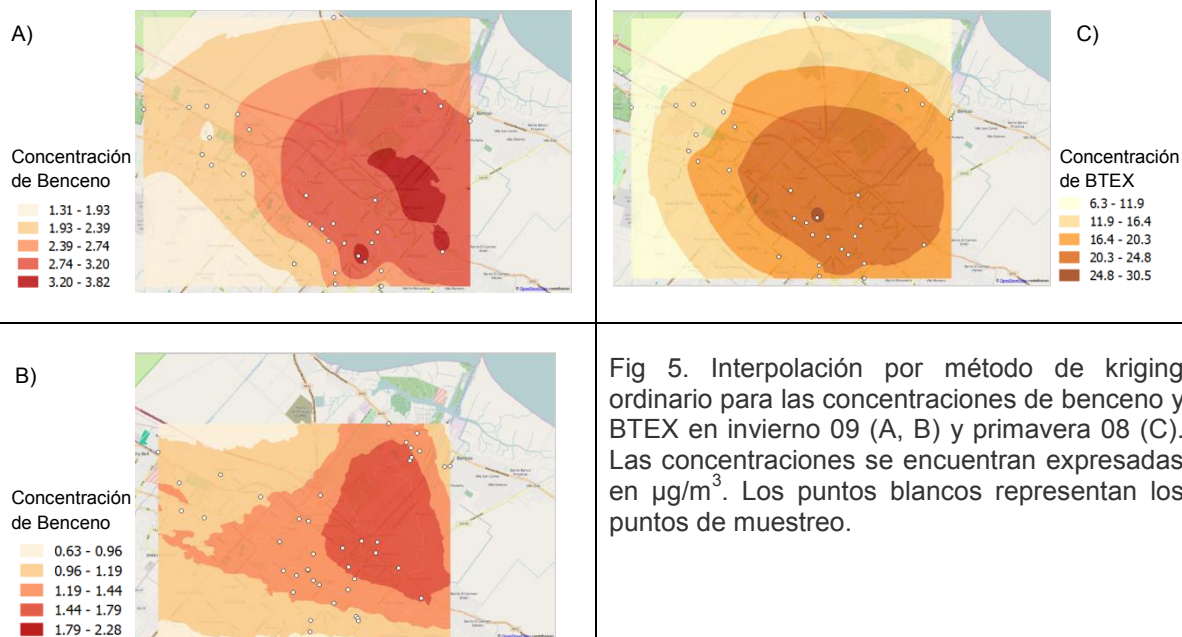 A)
Concentración
de Benceno
1.31 - 1.93
1.93 - 2.39
2.39 - 2.74
2.74 - 3.20
3.20 - 3.82
Berisso
C)
Concentración
de BTEX
6.3 - 11.9
11.9 - 16.4
16.4 - 20.3
20.3 - 24.8
24.8 - 30.5
Berisso
B)
Concentración
de Benceno
0.63 - 0.96
0.96 - 1.19
1.19 - 1.44
1.44 - 1.79
1.79 - 2.28
Berisso
Fig 5. Interpolación por método de kriging
ordinario para las concentraciones de benceno y
BTEX en invierno 09 (A, B) y primavera 08 (C).
Las concentraciones se encuentran expresadas
en µg/m³. Los puntos blancos representan los
puntos de muestreo.